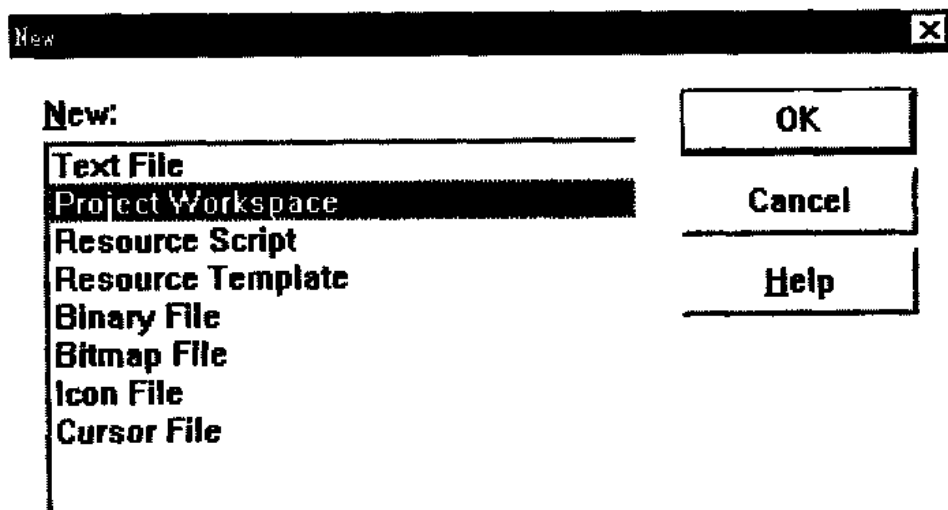 New
New:
OK
Text File
Project Workspace
Cancel
Resource Script
Resource Template
Help
Binary File
Bitmap File
Icon File
Cursor File